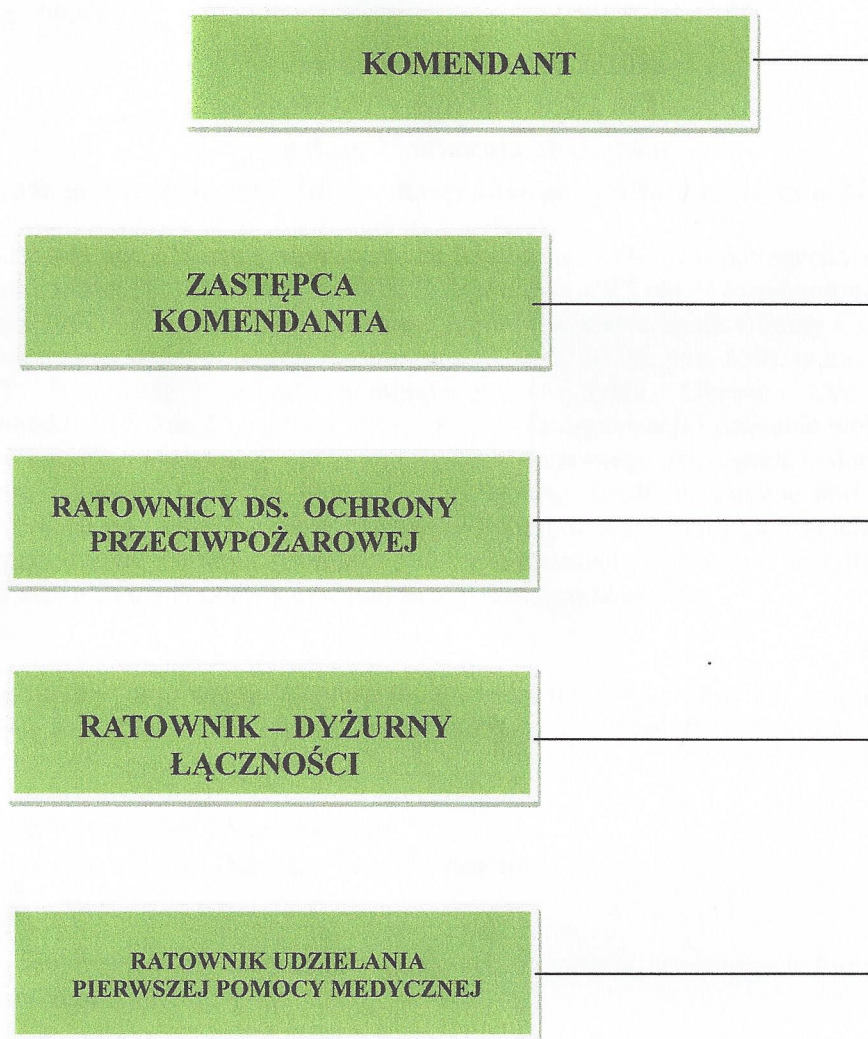 KOMENDANT
ZASTĘPCA
KOMENDANTA
RATOWNICY DS. OCHRONY
PRZECIWPOŻAROWEJ
RATOWNIK – DYŻURNY
ŁĄCZNOŚCI
RATOWNIK UDZIELANIA
PIERWSZEJ POMOCY MEDYCZNEJ